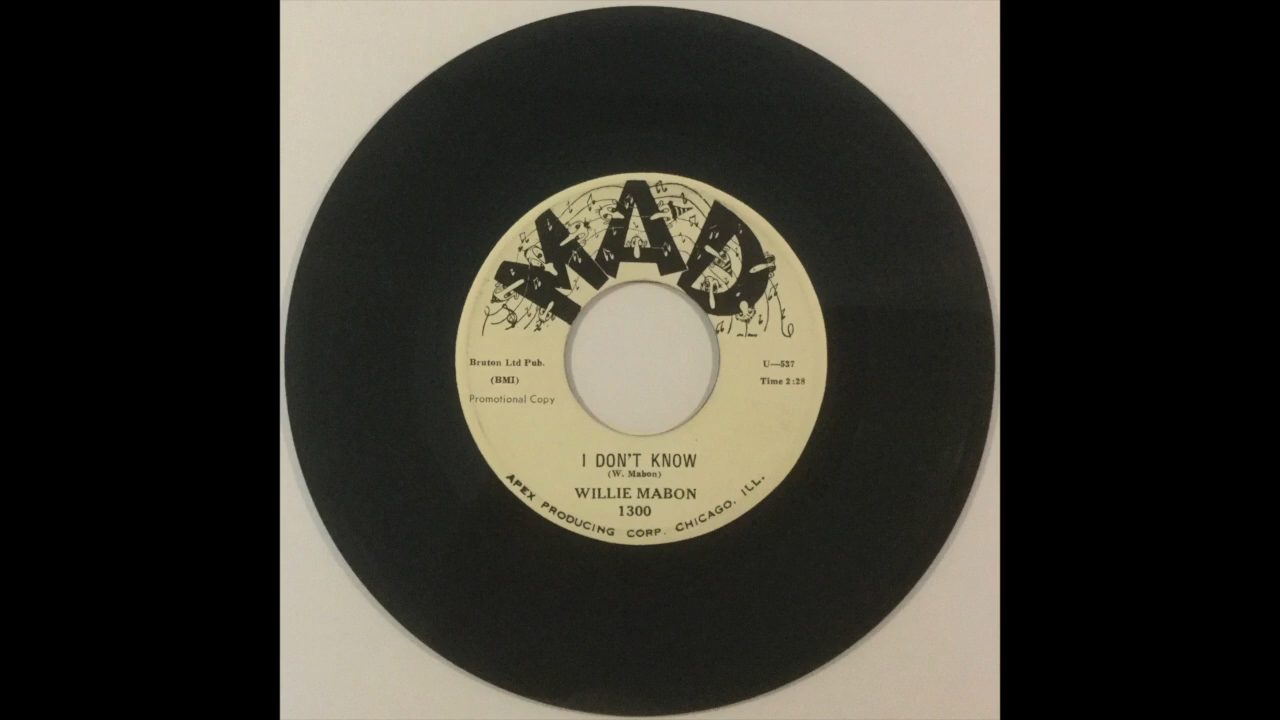 MAD
Bruton Ltd Pub.
(BMI)
Promotional Copy
U—537
Time 2:28
I DON'T KNOW
(W. Mabon)
WILLIE MABON
1300
APEX PRODUCING CORP. CHICAGO, ILL.